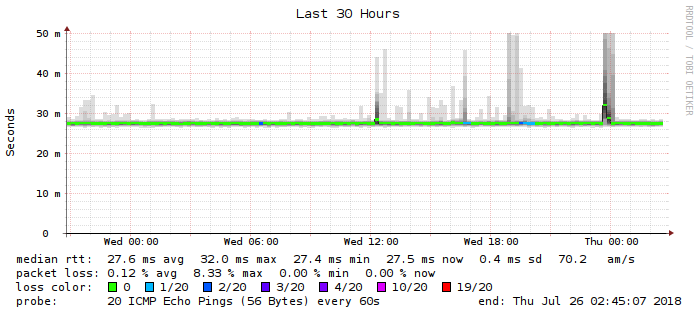 Last 30 Hours
RRDTOOL / TOBI OETIKER
Seconds
50 m
40 m
30 m
20 m
10 m
0
Wed 00:00 Wed 06:00 Wed 12:00 Wed 18:00 Thu 00:00
median rtt: 27.6 ms avg 32.0 ms max 27.4 ms min 27.5 ms now 0.4 ms sd 70.2 am/s
packet loss: 0.12 % avg 8.33 % max 0.00 % min 0.00 % now
loss color: 0 1/20 2/20 3/20 4/20 10/20 19/20
probe: 20 ICMP Echo Pings (56 Bytes) every 60s end: Thu Jul 26 02:45:07 2018